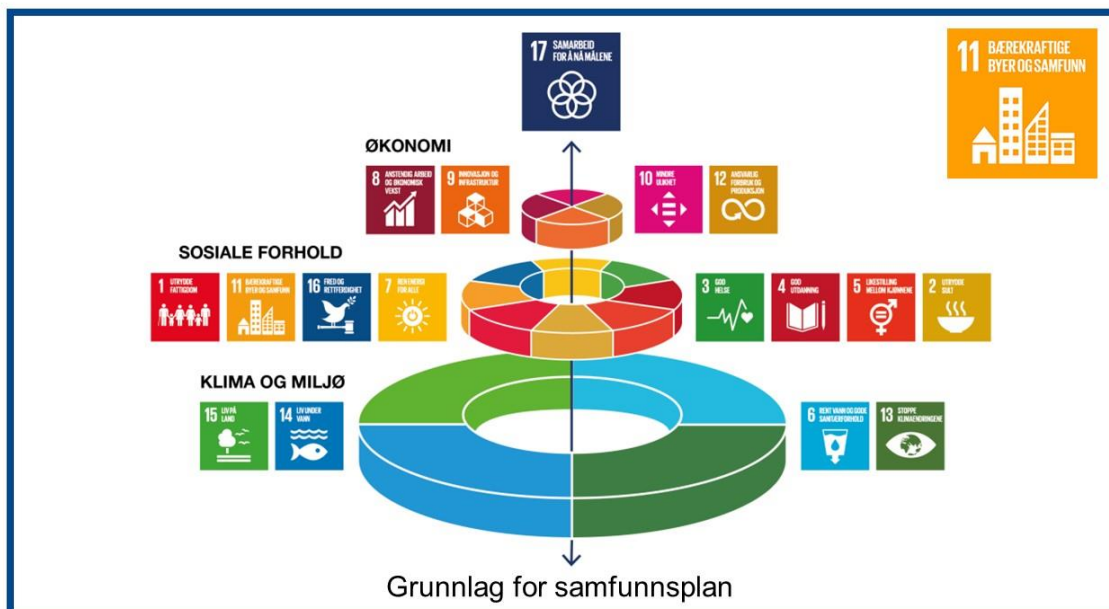 17 SAMARBEID
FOR Å NÅ MÅLENE
11 BÆREKRAFTIGE
BYER OG SAMFUNN
ØKONOMI
8 ANSTENDIG ARBEID
OG ØKONOMISK
VEKST
9 INNOVASJON OG
INFRASTRUKTUR
10 MINDRE
ULIKHET
12 ANSVARLIG
FORBRUK OG
PRODUKSJON
SOSIALE FORHOLD
1 UTRYDDE
FATTIGDOM
11 BÆREKRAFTIGE
BYER OG SAMFUNN
16 FRED OG
RETTFERDIGHET
7 REN ENERGI
FOR ALLE
3 GOD
HELSE
4 GOD
UTDANNING
5 LIKESTILLING
MELLOM KJØNNENE
2 UTRYDDE
SULT
KLIMA OG MILJØ
15 LIV PÅ
LAND
14 LIV UNDER
VANN
6 RENT VANN OG GODE
SANITÆRFORHOLD
13 STOPPE
KLIMAENDRINGENE
Grunnlag for samfunnsplan